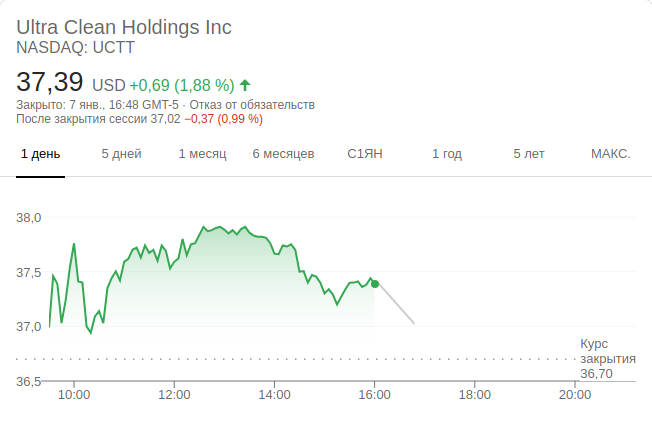 Ultra Clean Holdings Inc
NASDAQ: UCTT
37,39 USD +0,69 (1,88 %)
Закрыто: 7 янв., 16:48 GMT-5 · Отказ от обязательств
После закрытия сессии 37,02 −0,37 (0,99 %)
1 день 5 дней 1 месяц 6 месяцев С1ЯН 1 год 5 лет МАКС.
38,0
37,5
37,0
Курс
закрытия
36,70
36,5
10:00 12:00 14:00 16:00 18:00 20:00